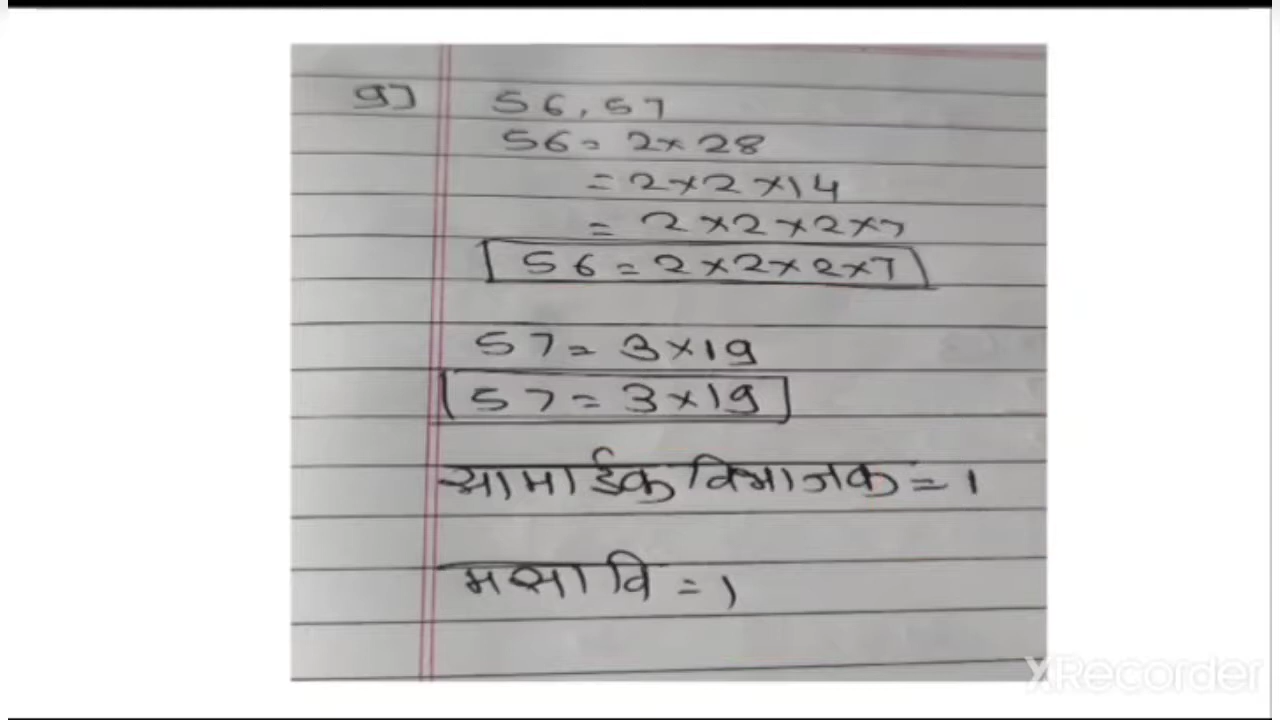 9) 56, 57
56 = 2 × 28
= 2 × 2 × 14
= 2 × 2 × 2 × 7
56 = 2 × 2 × 2 × 7
57 = 3 × 19
57 = 3 × 19
सामाईक विभाजक = 1
मसावि = 1
XRecorder